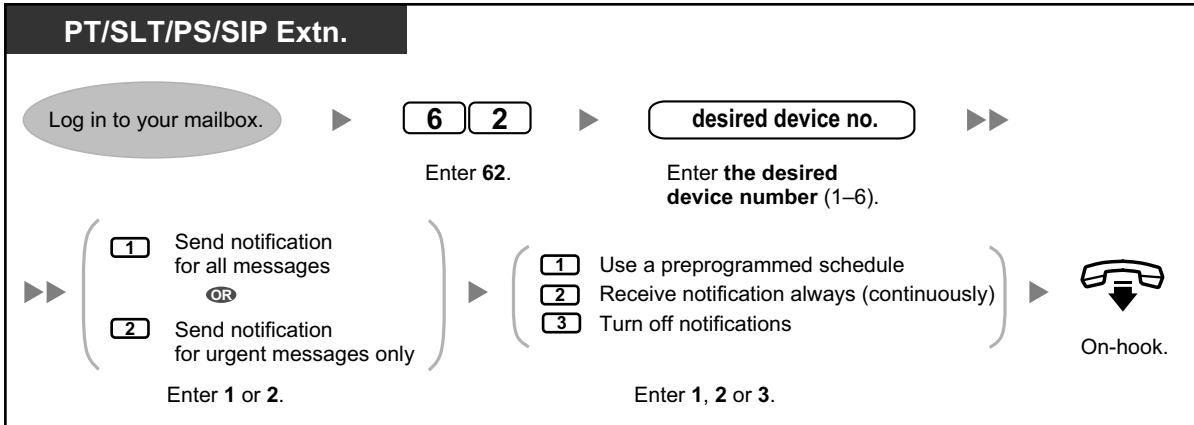 PT/SLT/PS/SIP Extn.
Log in to your mailbox.
6 2
desired device no.
Enter 62.
Enter the desired
device number (1–6).
1 Send notification
for all messages
OR
2 Send notification
for urgent messages only
Enter 1 or 2.
1 Use a preprogrammed schedule
2 Receive notification always (continuously)
3 Turn off notifications
Enter 1, 2 or 3.
On-hook.